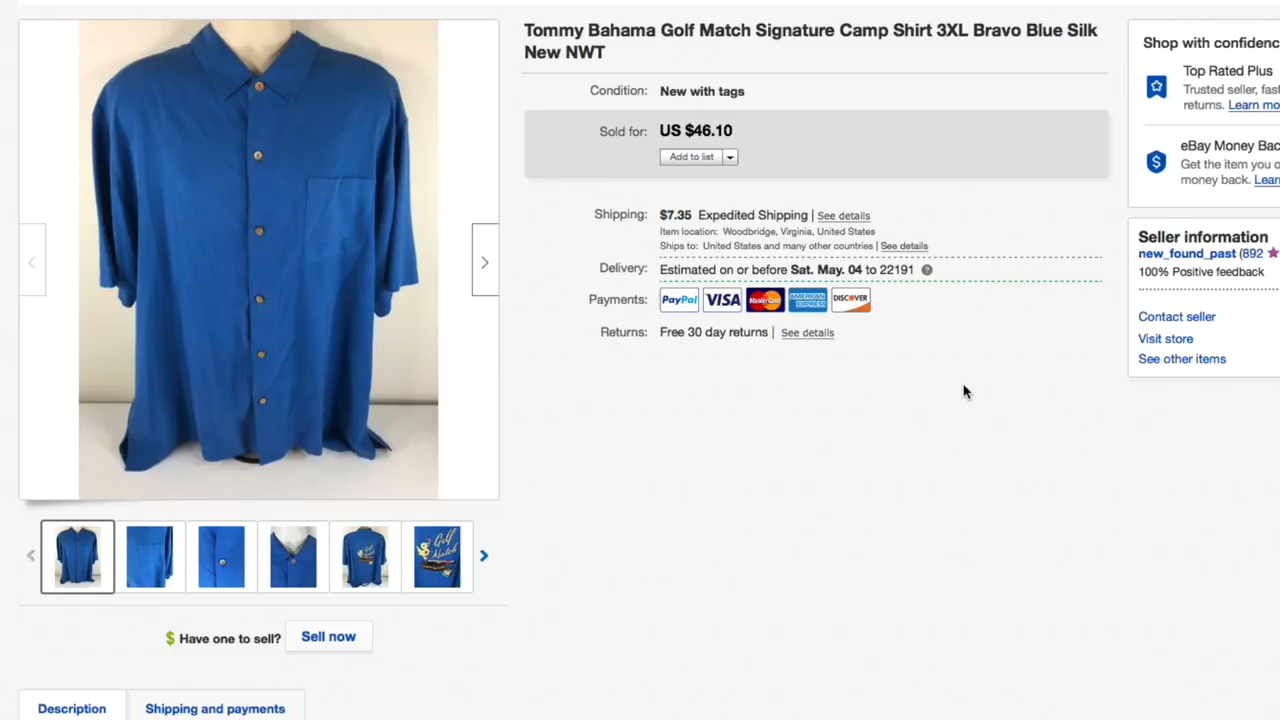 Tommy Bahama Golf Match Signature Camp Shirt 3XL Bravo Blue Silk
New NWT
Condition: New with tags
Sold for: US $46.10
Add to list
Shipping: $7.35 Expedited Shipping | See details
Item location: Woodbridge, Virginia, United States
Ships to: United States and many other countries | See details
Delivery: Estimated on or before Sat. May. 04 to 22191
Payments: PayPal VISA MasterCard AMERICAN EXPRESS DISCOVER
Returns: Free 30 day returns | See details
Shop with confidenc
Top Rated Plus
Trusted seller, fas
returns. Learn mo
eBay Money Bac
Get the item you o
money back. Lear
Seller information
new_found_past (892
100% Positive feedback
Contact seller
Visit store
See other items
Golf
Match
$ Have one to sell? Sell now
Description
Shipping and payments